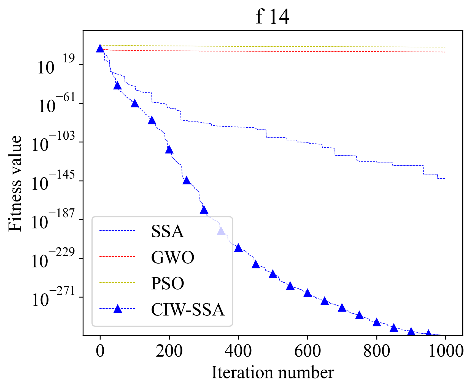 f 14
Fitness value
10^-19
10^-61
10^-103
10^-145
10^-187
10^-229
10^-271
SSA
GWO
PSO
CIW-SSA
0 200 400 600 800 1000
Iteration number